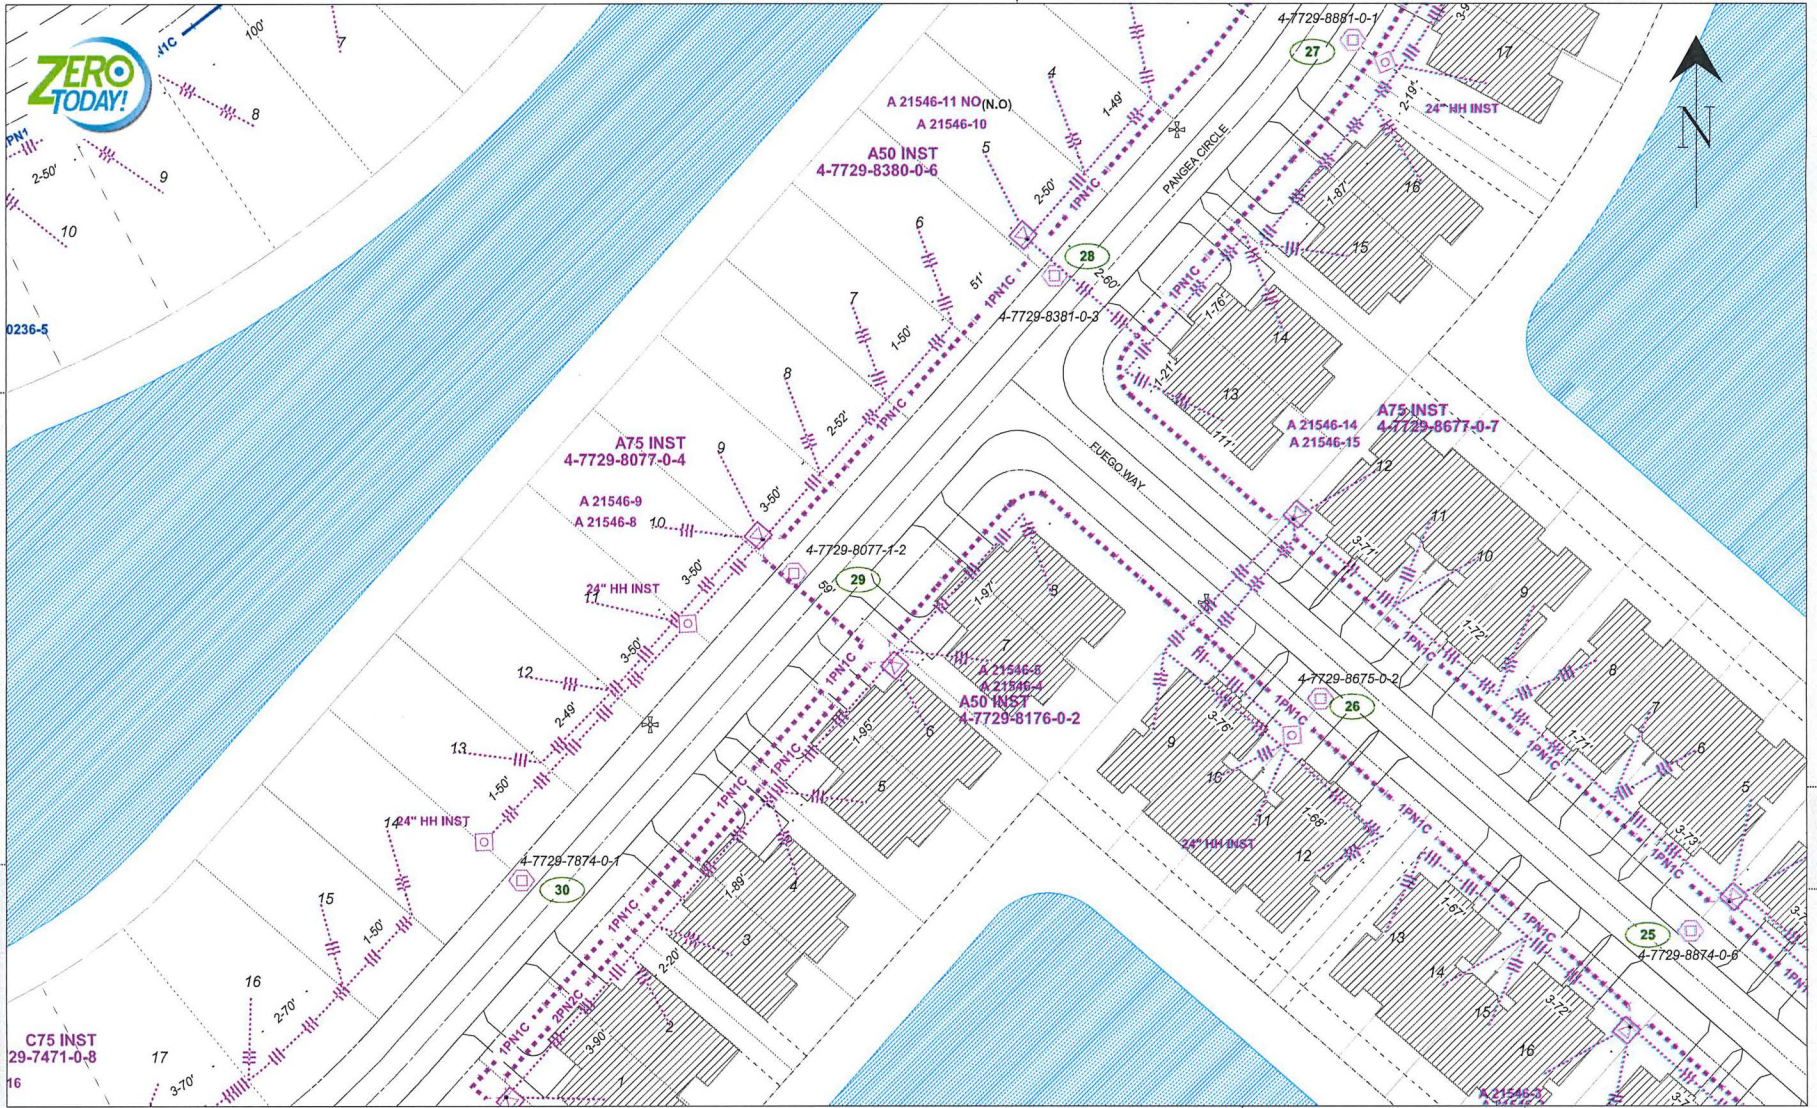 ZERO
TODAY!
N1C
100'
7
8
PN1
2-50'
9
10
0236-5
4-7729-8881-0-1
27
3-9
17
2-19'
24" HH INST
N
4
1-49'
A 21546-11 NO(N.O)
A 21546-10
5
A50 INST
4-7729-8380-0-6
2-50'
1PN1C
PANGEA CIRCLE
1-87'
16
15
6
28
2-60'
51'
1PN1C
1PN1C
4-7729-8381-0-3
1-76'
14
7
1-50'
1-21'
13
8
2-52'
1PN1C
111'
A 21546-14
A 21546-15
A75 INST
4-7729-8677-0-7
A75 INST
4-7729-8077-0-4
9
FUEGO WAY
12
3-50'
A 21546-9
A 21546-8
10
11
4-7729-8077-1-2
3-71'
10
3-50'
29
59'
1-97'
8
9
24" HH INST
11
1-72'
1PN1C
3-50'
7
8
12
1PN1C
A 21546-5
A 21546-4
A50 INST
4-7729-8176-0-2
4-7729-8675-0-2
26
1PN1C
2-49'
1-95'
6
3-76'
9
7
6
1-71'
1PN1C
13
1PN1C
10
5
1-50'
1PN1C
5
11
1-68'
1PN1C
14
24" HH INST
24" HH INST
12
3-73'
1PN1C
4-7729-7874-0-1
30
1-89'
4
15
1-50'
1PN1C
3
1-67'
1PN1C
13
25
4-7729-8874-0-6
3-7
2-20'
14
16
2-70'
2PN2C
2
15
3-72'
1PN1
C75 INST
29-7471-0-8
17
1PN1C
3-90'
16
16
3-70'
1
A 21546-3
3-7